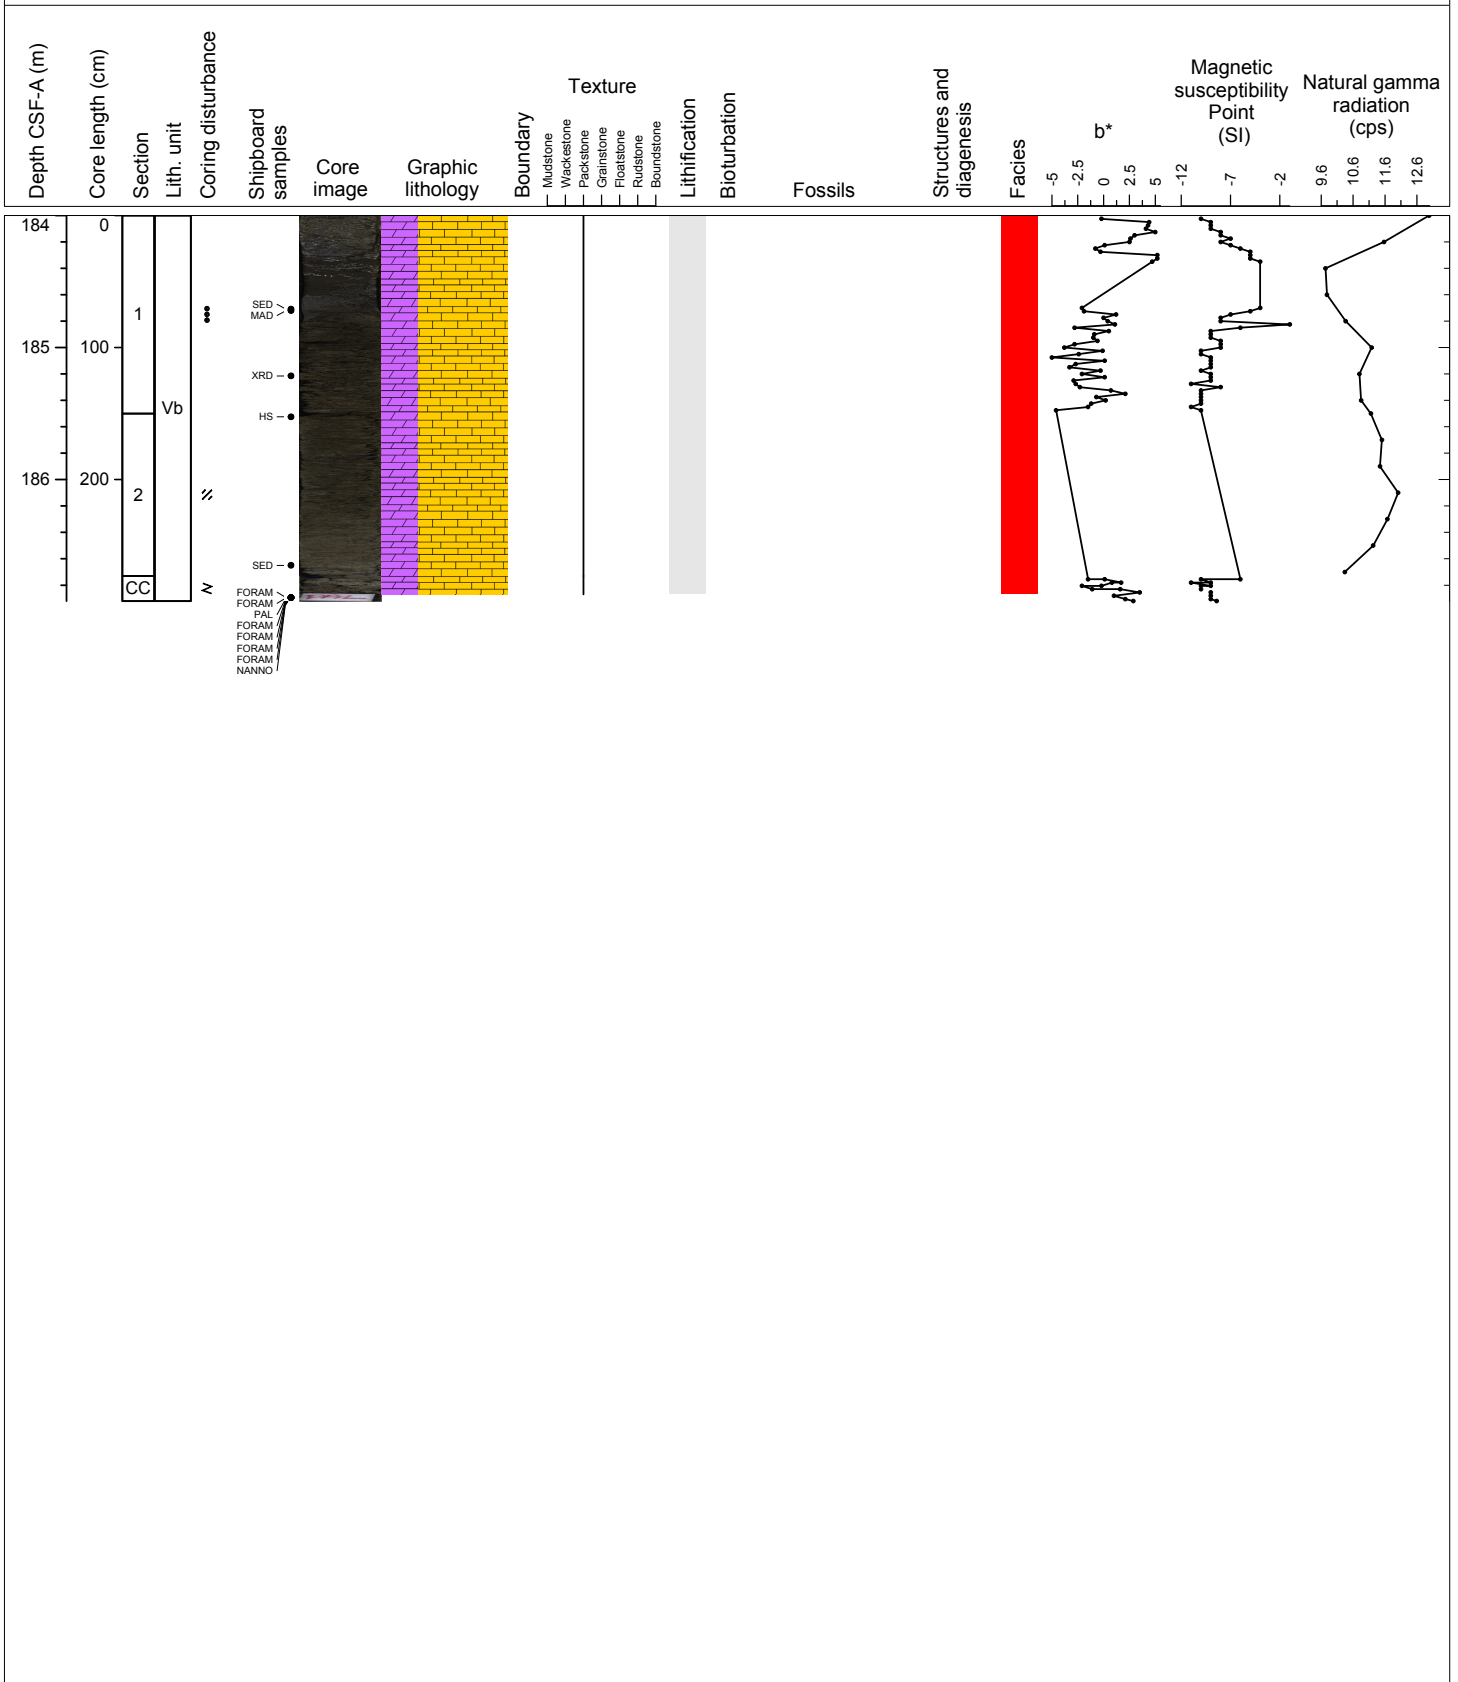 Depth CSF-A (m)
Core length (cm)
Section
Lith. unit
Coring disturbance
Shipboard
samples
Core
image
Graphic
lithology
Boundary
Texture
Mudstone
Wackestone
Packstone
Grainstone
Floatstone
Rudstone
Boundstone
Lithification
Bioturbation
Fossils
Structures and
diagenesis
Facies
b*
-5
-2.5
0
2.5
5
Magnetic
susceptibility
Point
(SI)
-12
-7
-2
Natural gamma
radiation
(cps)
9.6
10.6
11.6
12.6
184
185
186
0
100
200
1
2
CC
Vb
SED
MAD
XRD
HS
SED
FORAM
FORAM
PAL
FORAM
FORAM
FORAM
FORAM
NANNO